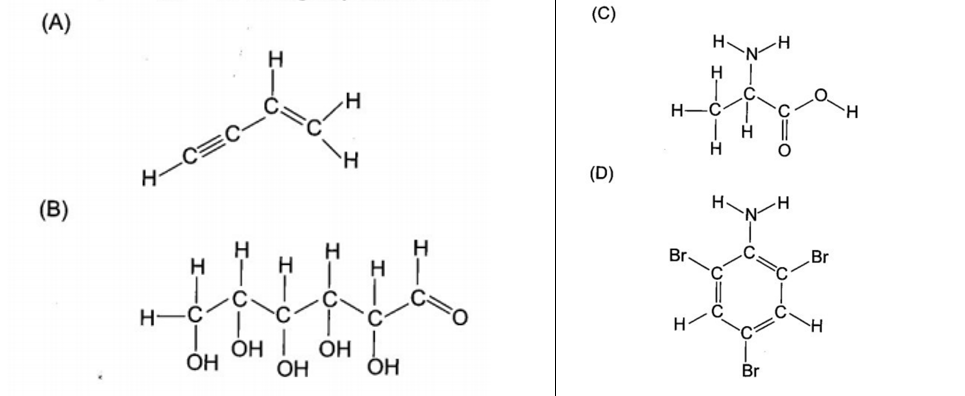 (A)
H
C H
C C
C H
H
(B)
H H H
H H H
C C C
H C C C O
OH OH
OH OH OH
(C)
H N H
H
C O
H C C H
H
H O
(D)
H N H
Br C Br
C C
C C
H C H
Br